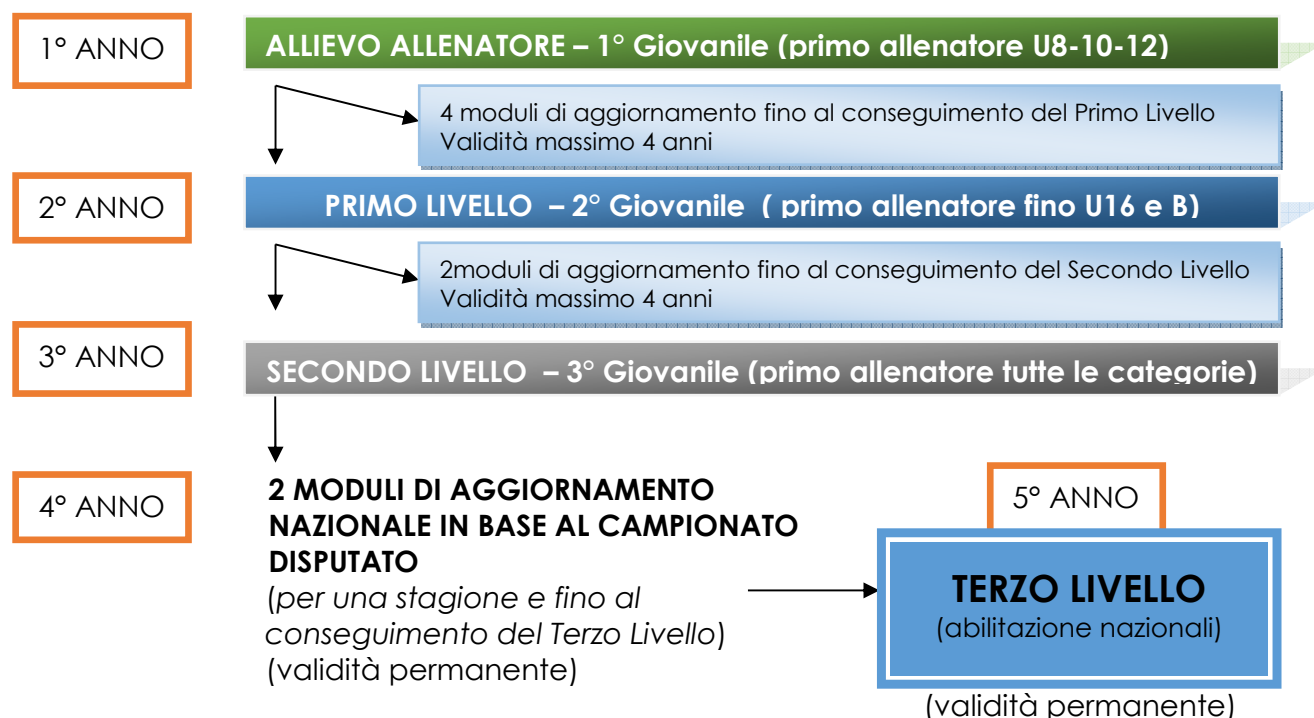 1° ANNO
ALLIEVO ALLENATORE – 1° Giovanile (primo allenatore U8-10-12)
4 moduli di aggiornamento fino al conseguimento del Primo Livello
Validità massimo 4 anni
2° ANNO
PRIMO LIVELLO – 2° Giovanile ( primo allenatore fino U16 e B)
2moduli di aggiornamento fino al conseguimento del Secondo Livello
Validità massimo 4 anni
3° ANNO
SECONDO LIVELLO – 3° Giovanile (primo allenatore tutte le categorie)
4° ANNO
2 MODULI DI AGGIORNAMENTO
NAZIONALE IN BASE AL CAMPIONATO
DISPUTATO
(per una stagione e fino al
conseguimento del Terzo Livello)
(validità permanente)
5° ANNO
TERZO LIVELLO
(abilitazione nazionali)
(validità permanente)